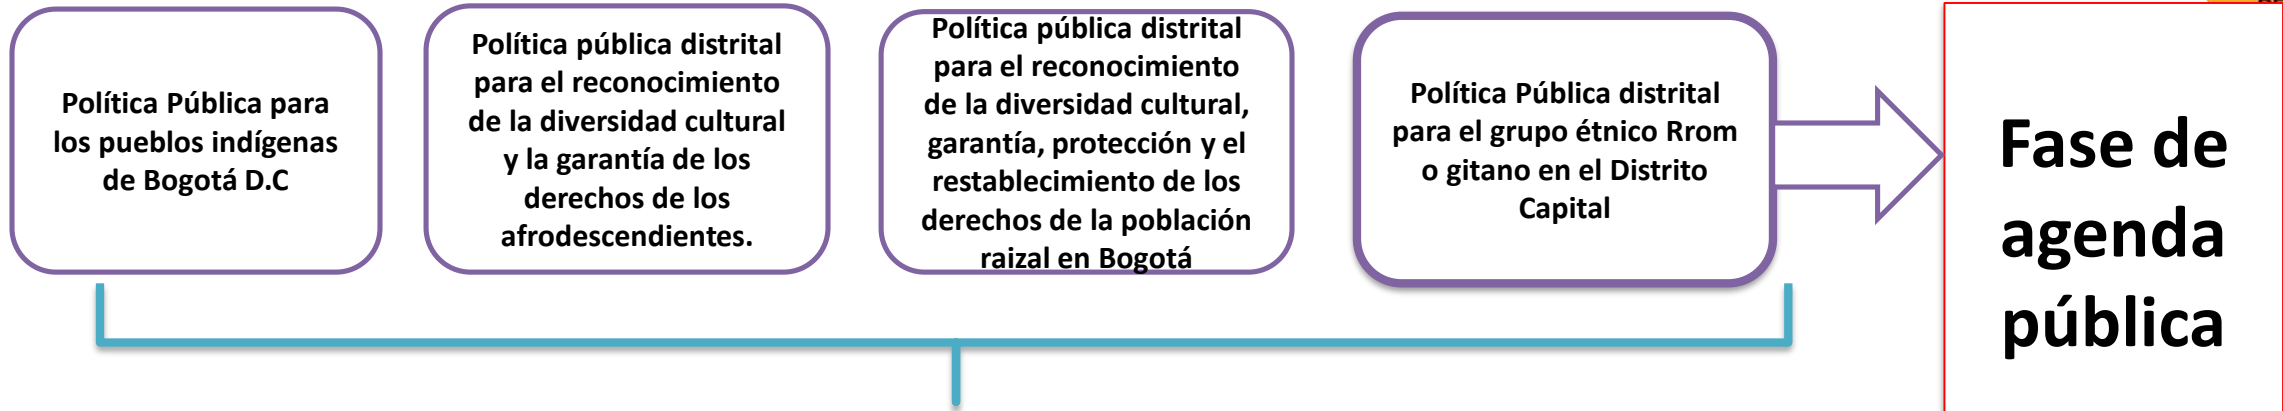 Política Pública para
los pueblos indígenas
de Bogotá D.C
Política pública distrital
para el reconocimiento
de la diversidad cultural
y la garantía de los
derechos de los
afrodescendientes.
Política pública distrital
para el reconocimiento
de la diversidad cultural,
garantía, protección y el
restablecimiento de los
derechos de la población
raizal en Bogotá
Política Pública distrital
para el grupo étnico Rrom
o gitano en el Distrito
Capital
Fase de
agenda
pública